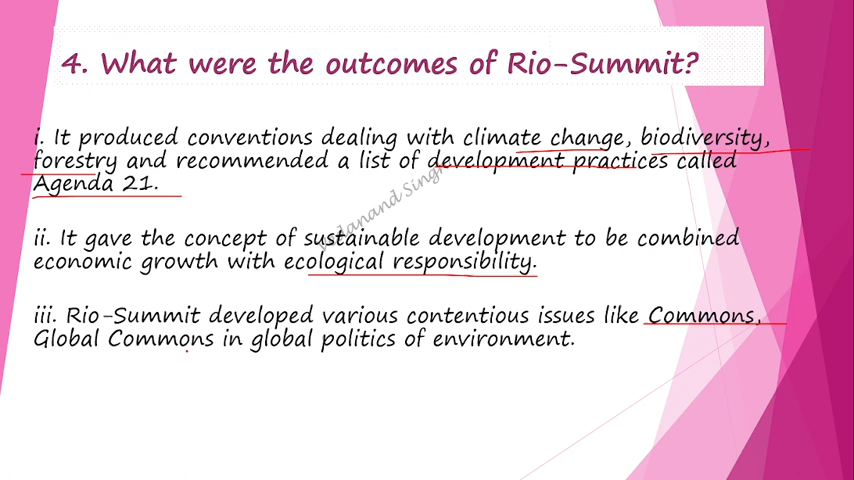 4. What were the outcomes of Rio-Summit?
i. It produced conventions dealing with climate change, biodiversity,
forestry and recommended a list of development practices called
Agenda 21.
ii. It gave the concept of sustainable development to be combined
economic growth with ecological responsibility.
iii. Rio-Summit developed various contentious issues like Commons,
Global Commons in global politics of environment.
Singh